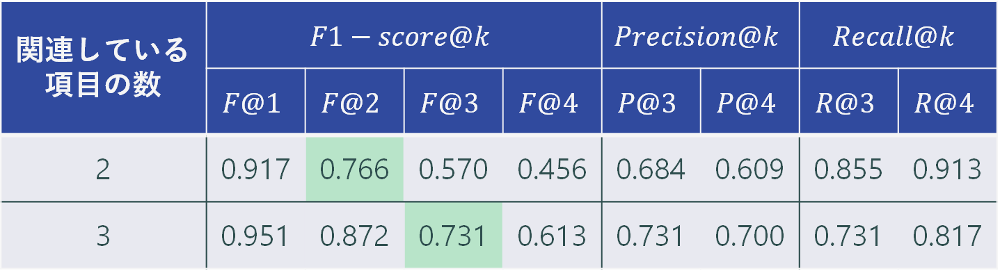 関連している
項目の数
F1 − score@k Precision@k Recall@k
F@1 F@2 F@3 F@4 P@3 P@4 R@3 R@4
2 0.917 0.766 0.570 0.456 0.684 0.609 0.855 0.913
3 0.951 0.872 0.731 0.613 0.731 0.700 0.731 0.817